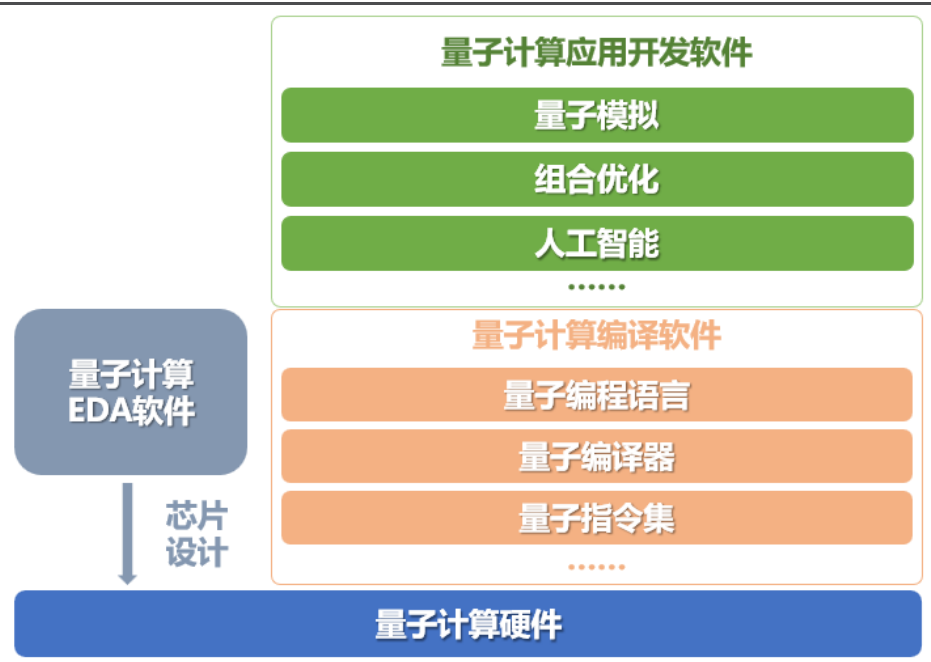 量子计算应用开发软件
量子模拟
组合优化
人工智能
……
量子计算编译软件
量子编程语言
量子编译器
量子指令集
……
量子计算
EDA软件
芯片
设计
量子计算硬件